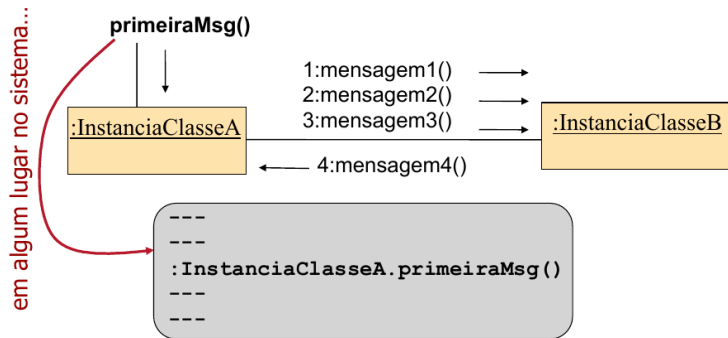 em algum lugar no sistema...
primeiraMsg()
1:mensagem1()
2:mensagem2()
3:mensagem3()
:InstanciaClasseA
:InstanciaClasseB
4:mensagem4()
---
---
:InstanciaClasseA.primeiraMsg()
---
---